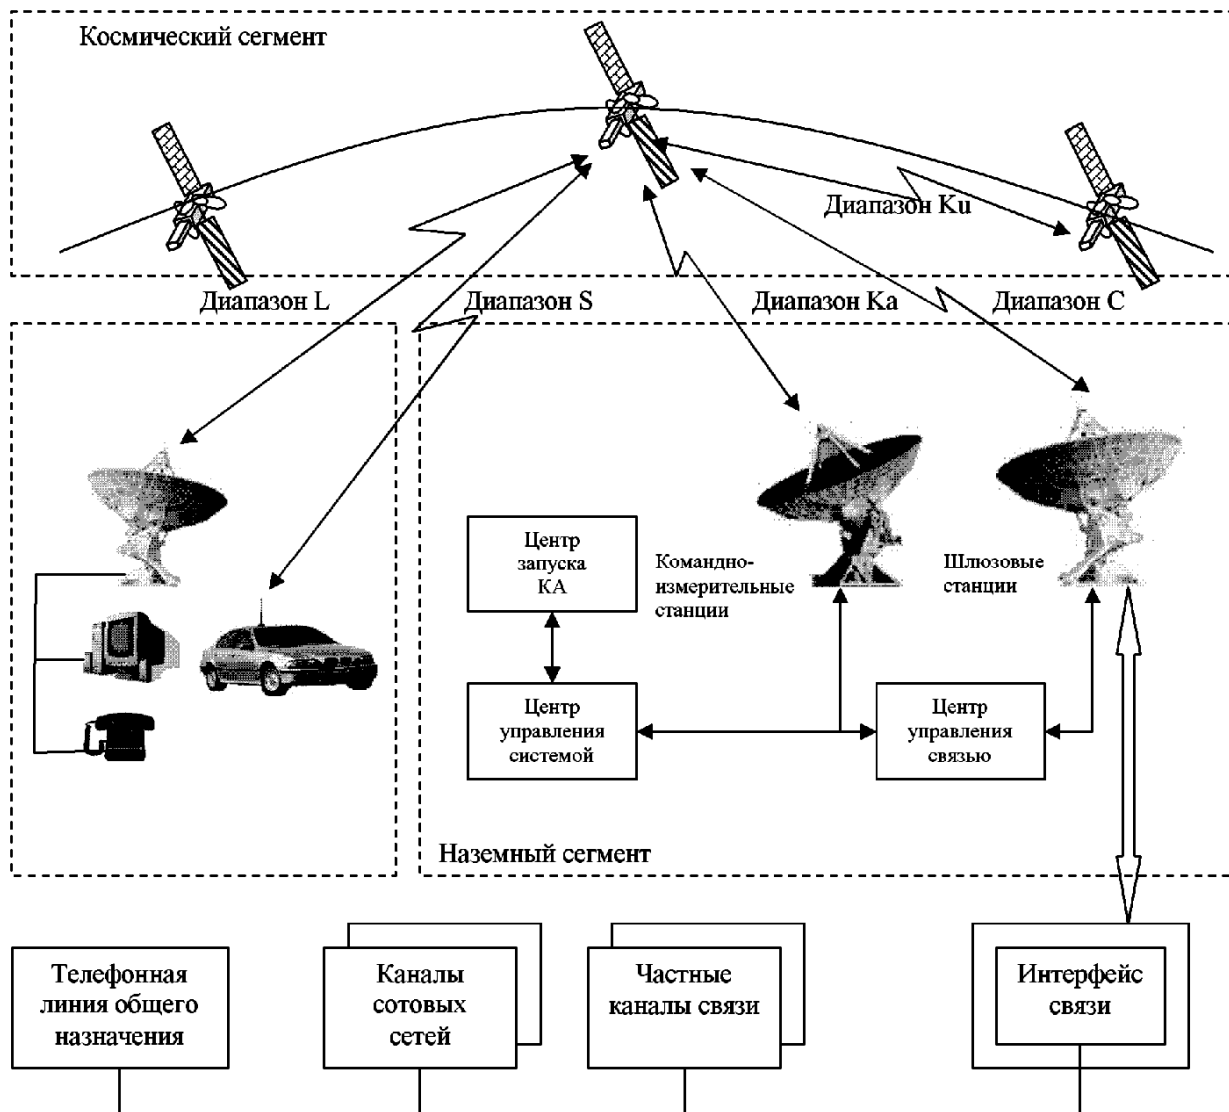 Космический сегмент
Диапазон Ku
Диапазон L
Диапазон S
Диапазон Ka
Диапазон C
Центр
запуска
КА
Командно-
измерительные
станции
Шлюзовые
станции
Центр
управления
системой
Центр
управления
связью
Наземный сегмент
Телефонная
линия общего
назначения
Каналы
сотовых
сетей
Частные
каналы связи
Интерфейс
связи